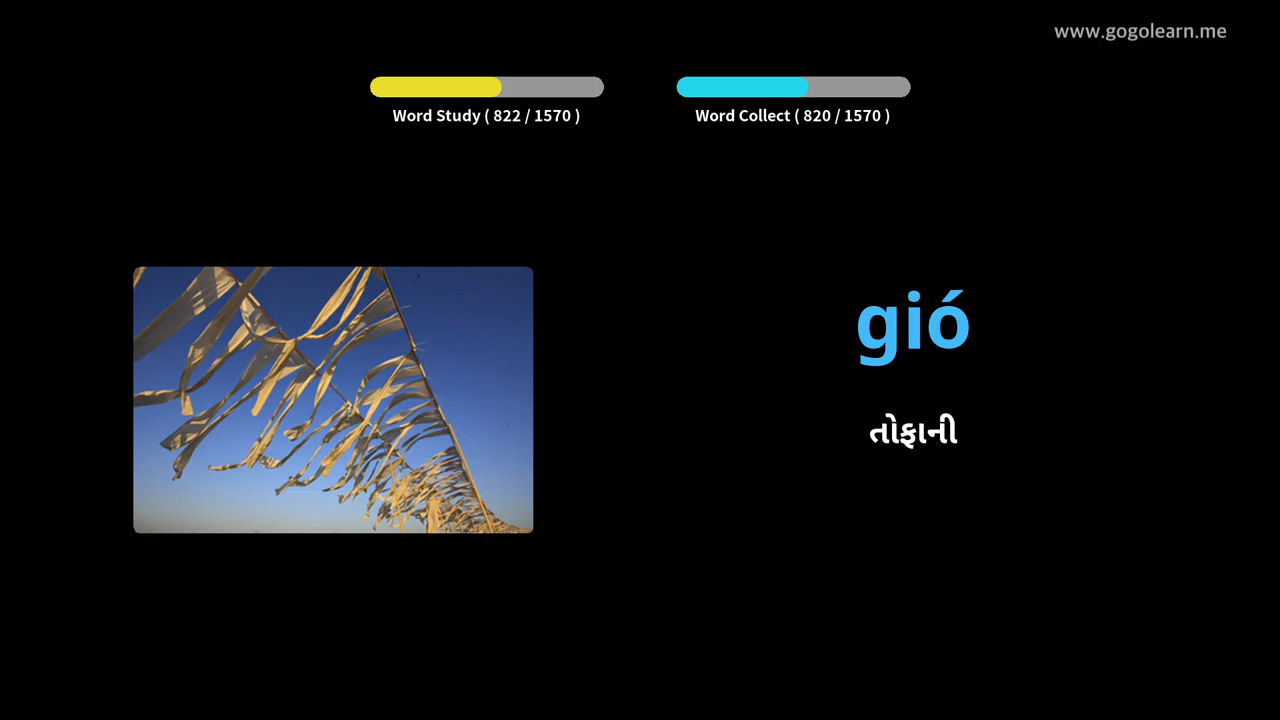 www.gogolearn.me
Word Study ( 822 / 1570 )
Word Collect ( 820 / 1570 )
gió
તોફાની